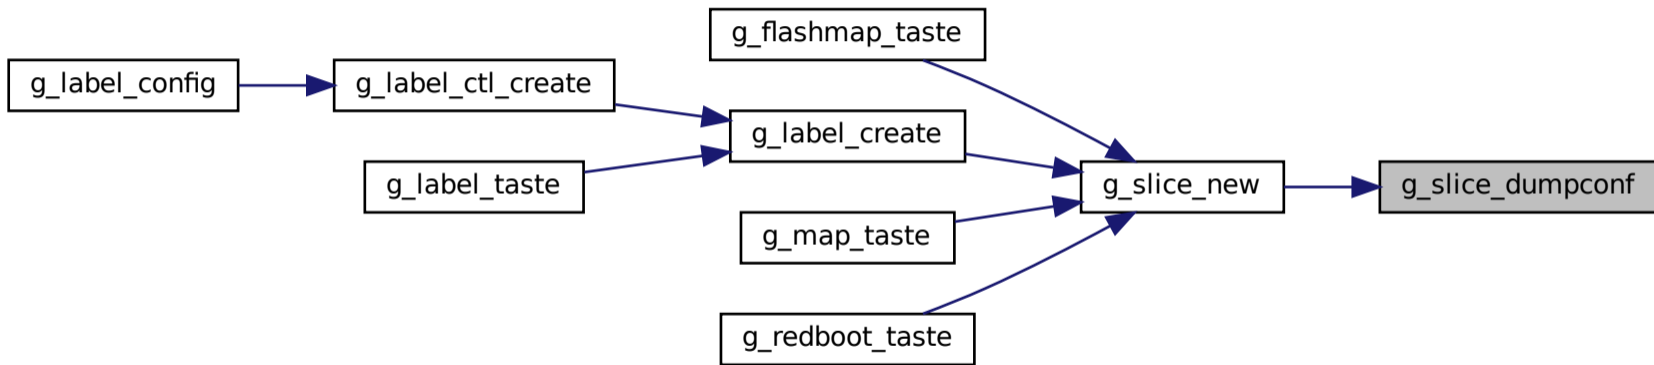 g_flashmap_taste
g_label_config
g_label_ctl_create
g_label_create
g_label_taste
g_slice_new
g_slice_dumpconf
g_map_taste
g_redboot_taste